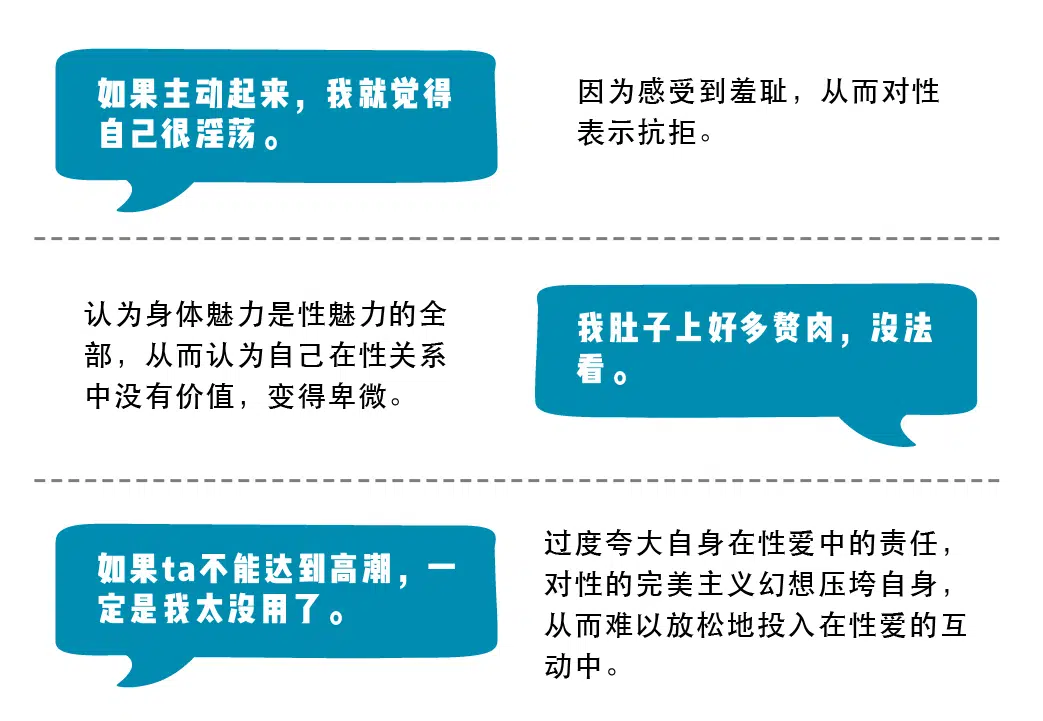 如果主动起来，我就觉得
自己很淫荡。
因为感受到羞耻，从而对性
表示抗拒。
认为身体魅力是性魅力的全
部，从而认为自己在性关系
中没有价值，变得卑微。
我肚子上好多赘肉，没法
看。
如果ta不能达到高潮，一
定是我太没用了。
过度夸大自身在性爱中的责任，
对性的完美主义幻想压垮自身，
从而难以放松地投入在性爱的互
动中。